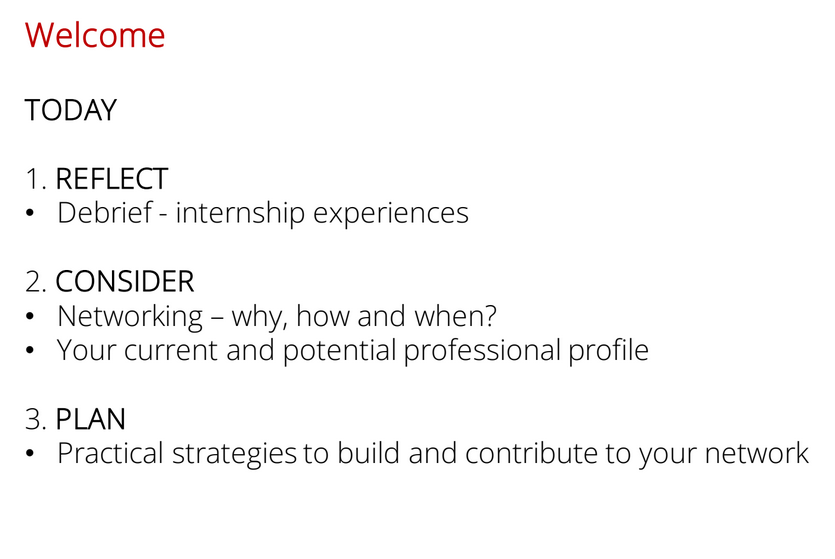 Welcome
TODAY
1. REFLECT
• Debrief - internship experiences
2. CONSIDER
• Networking – why, how and when?
• Your current and potential professional profile
3. PLAN
• Practical strategies to build and contribute to your network